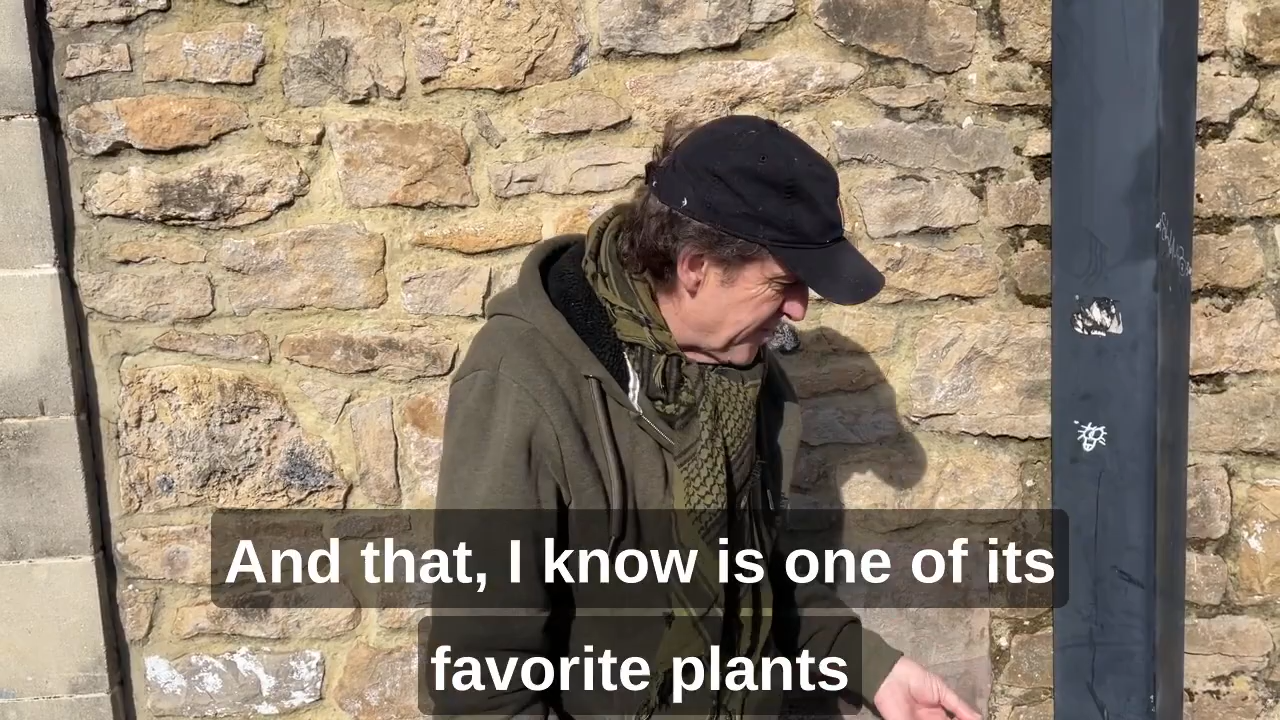 And that, I know is one of its
favorite plants